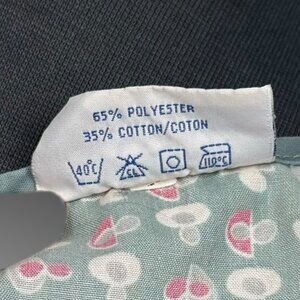 65% POLYESTER
35% COTTON/COTON
40°C CL 110°C